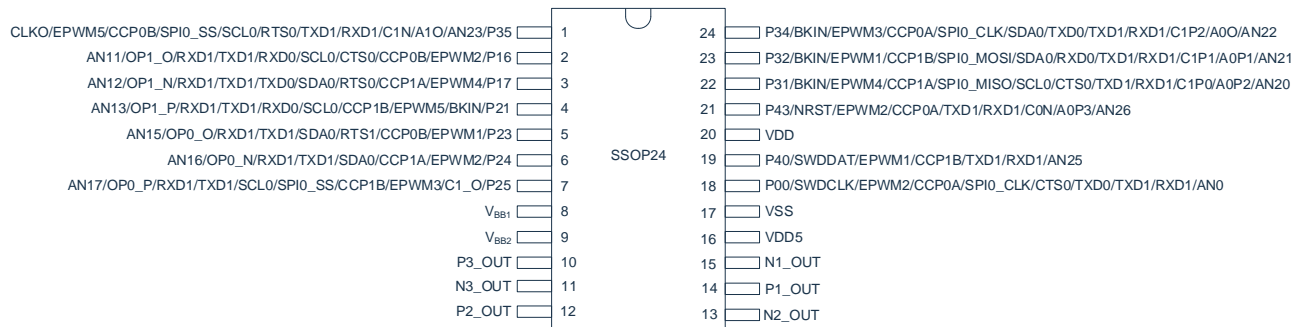 CLKO/EPWM5/CCP0B/SPI0_SS/SCL0/RTS0/TXD1/RXD1/C1N/A1O/AN23/P35 1
AN11/OP1_O/RXD1/TXD1/RXD0/SCL0/CTS0/CCP0B/EPWM2/P16 2
AN12/OP1_N/RXD1/TXD1/TXD0/SDA0/RTS0/CCP1A/EPWM4/P17 3
AN13/OP1_P/RXD1/TXD1/RXD0/SCL0/CCP1B/EPWM5/BKIN/P21 4
AN15/OP0_O/RXD1/TXD1/SDA0/RTS1/CCP0B/EPWM1/P23 5
AN16/OP0_N/RXD1/TXD1/SDA0/CCP1A/EPWM2/P24 6
AN17/OP0_P/RXD1/TXD1/SCL0/SPI0_SS/CCP1B/EPWM3/C1_O/P25 7
VBB1 8
VBB2 9
P3_OUT 10
N3_OUT 11
P2_OUT 12
SSOP24
24 P34/BKIN/EPWM3/CCP0A/SPI0_CLK/SDA0/TXD0/TXD1/RXD1/C1P2/A0O/AN22
23 P32/BKIN/EPWM1/CCP1B/SPI0_MOSI/SDA0/RXD0/TXD1/RXD1/C1P1/A0P1/AN21
22 P31/BKIN/EPWM4/CCP1A/SPI0_MISO/SCL0/CTS0/TXD1/RXD1/C1P0/A0P2/AN20
21 P43/NRST/EPWM2/CCP0A/TXD1/RXD1/C0N/A0P3/AN26
20 VDD
19 P40/SWDDAT/EPWM1/CCP1B/TXD1/RXD1/AN25
18 P00/SWDCLK/EPWM2/CCP0A/SPI0_CLK/CTS0/TXD0/TXD1/RXD1/AN0
17 VSS
16 VDD5
15 N1_OUT
14 P1_OUT
13 N2_OUT